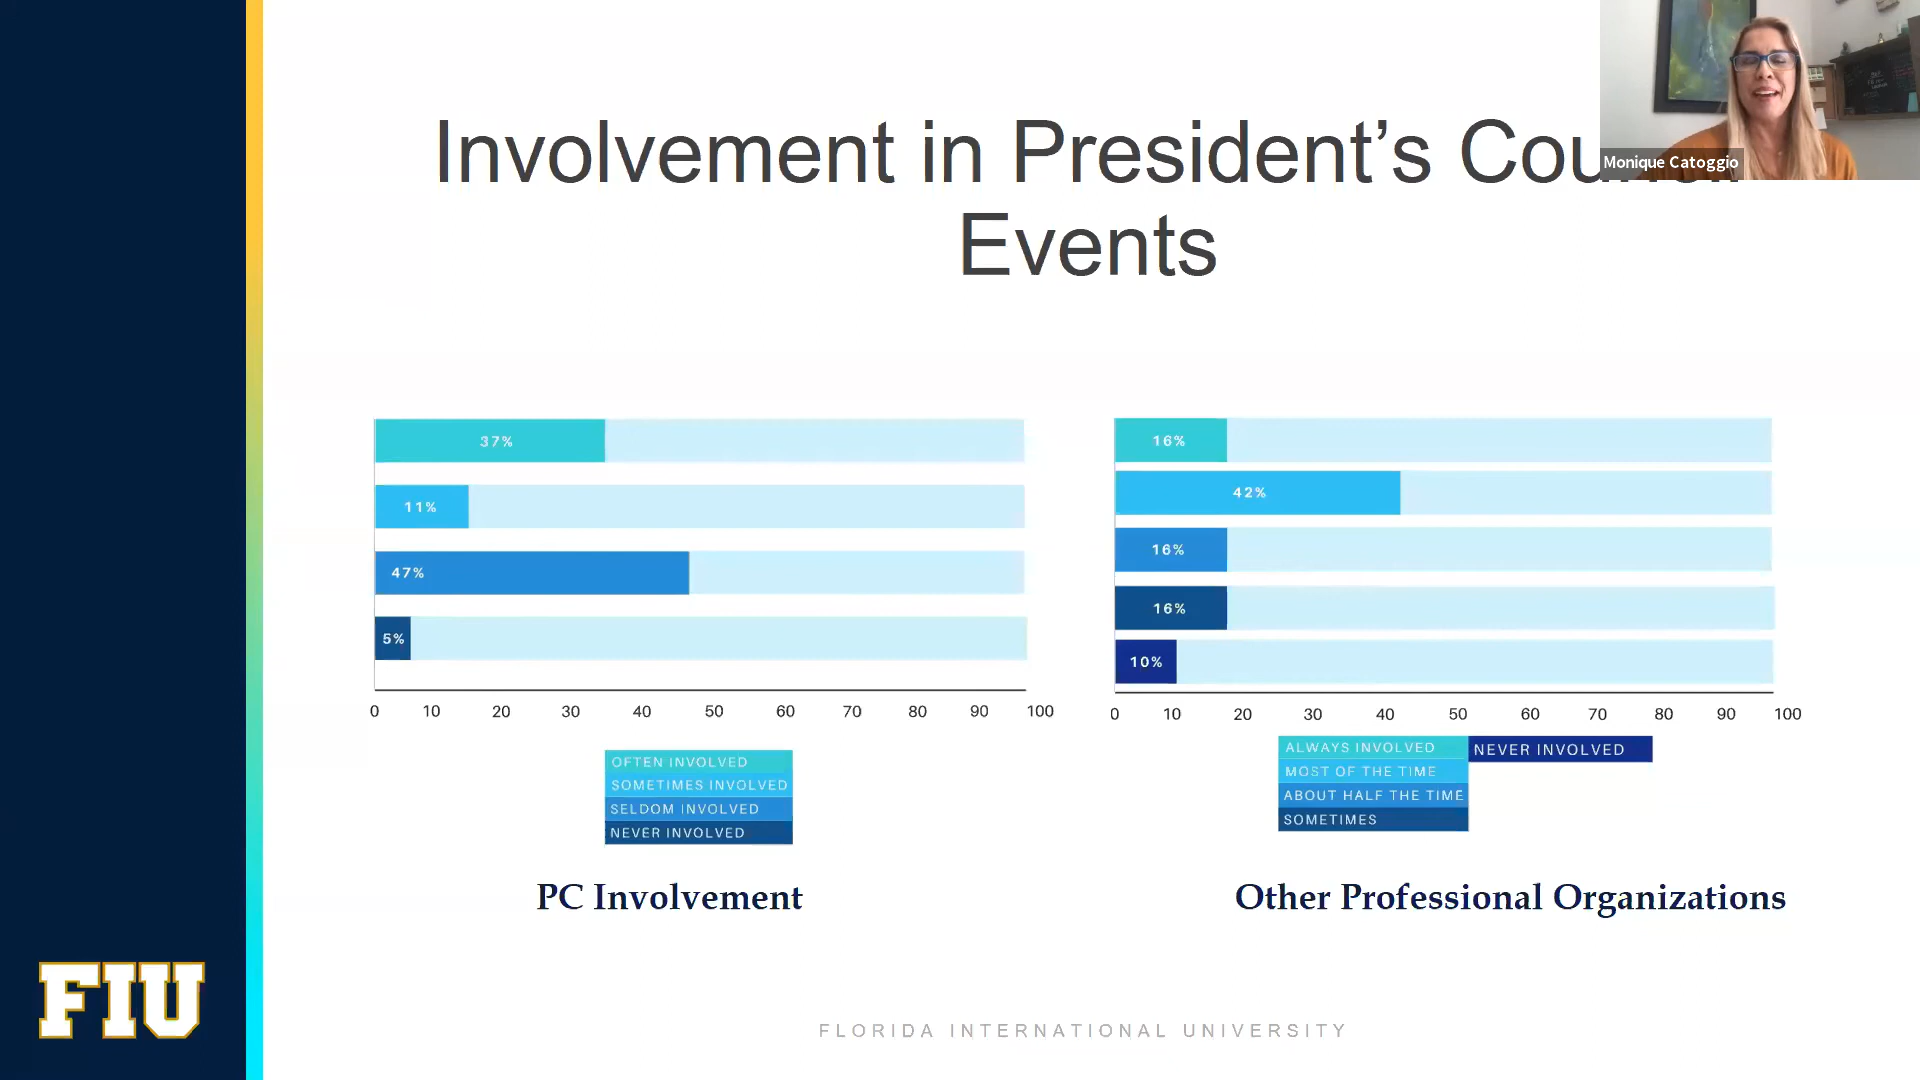 Involvement in President's
Events
Monique Catoggio
37%
11%
47%
5%
0 10 20 30 40 50 60 70 80 90 100
OFTEN INVOLVED
SOMETIMES INVOLVED
SELDOM INVOLVED
NEVER INVOLVED
PC Involvement
16%
42%
16%
16%
10%
0 10 20 30 40 50 60 70 80 90 100
ALWAYS INVOLVED
MOST OF THE TIME
ABOUT HALF THE TIME
SOMETIMES
NEVER INVOLVED
Other Professional Organizations
FIU
FLORIDA INTERNATIONAL UNIVERSITY